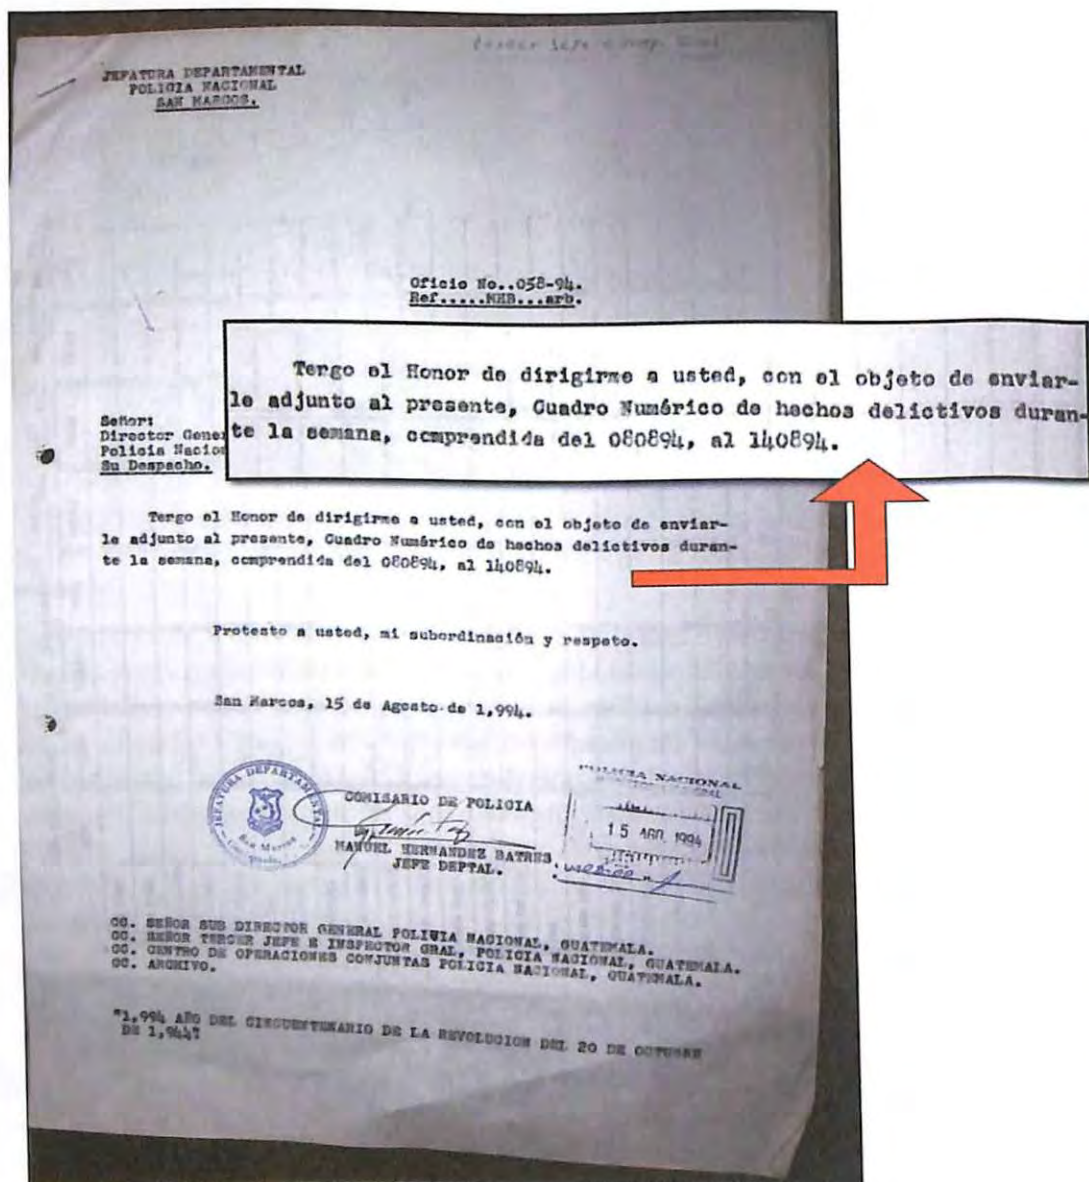 JEFATURA DEPARTAMENTAL
POLICIA NACIONAL
SAN MARCOS.
Oficio No..058-94.
Ref.....MHB...arb.
Tergo el Honor de dirigirme a usted, con el objeto de enviar-
le adjunto al presente, Cuadro Numérico de hechos delictivos duran-
te la semana, comprendida del 080894, al 140894.
Señor:
Director Gene
Policia Nacio
Su Despacho.
Tergo el Honor de dirigirme a usted, con el objeto de enviar-
le adjunto al presente, Cuadro Numérico de hechos delictivos duran-
te la semana, comprendida del 080894, al 140894.
Protesto a usted, mi subordinación y respeto.
San Marcos, 15 de Agosto de 1,994.
JEFATURA DEPARTAMENTAL
San Marcos
COMISARIO DE POLICIA
MANUEL HERNANDEZ BATRES.
JEFE DEPTAL.
POLICIA NACIONAL
15 AGO. 1994
CC. SEÑOR SUB DIRECTOR GENERAL POLICIA NACIONAL, GUATEMALA.
CC. SEÑOR TERCER JEFE E INSPECTOR GRAL, POLICIA NACIONAL, GUATEMALA.
CC. CENTRO DE OPERACIONES CONJUNTAS POLICIA NACIONAL, GUATEMALA.
CC. ARCHIVO.
"1,994 AÑO DEL CINCUENTENARIO DE LA REVOLUCION DEL 20 DE OCTUBRE
DE 1,944"